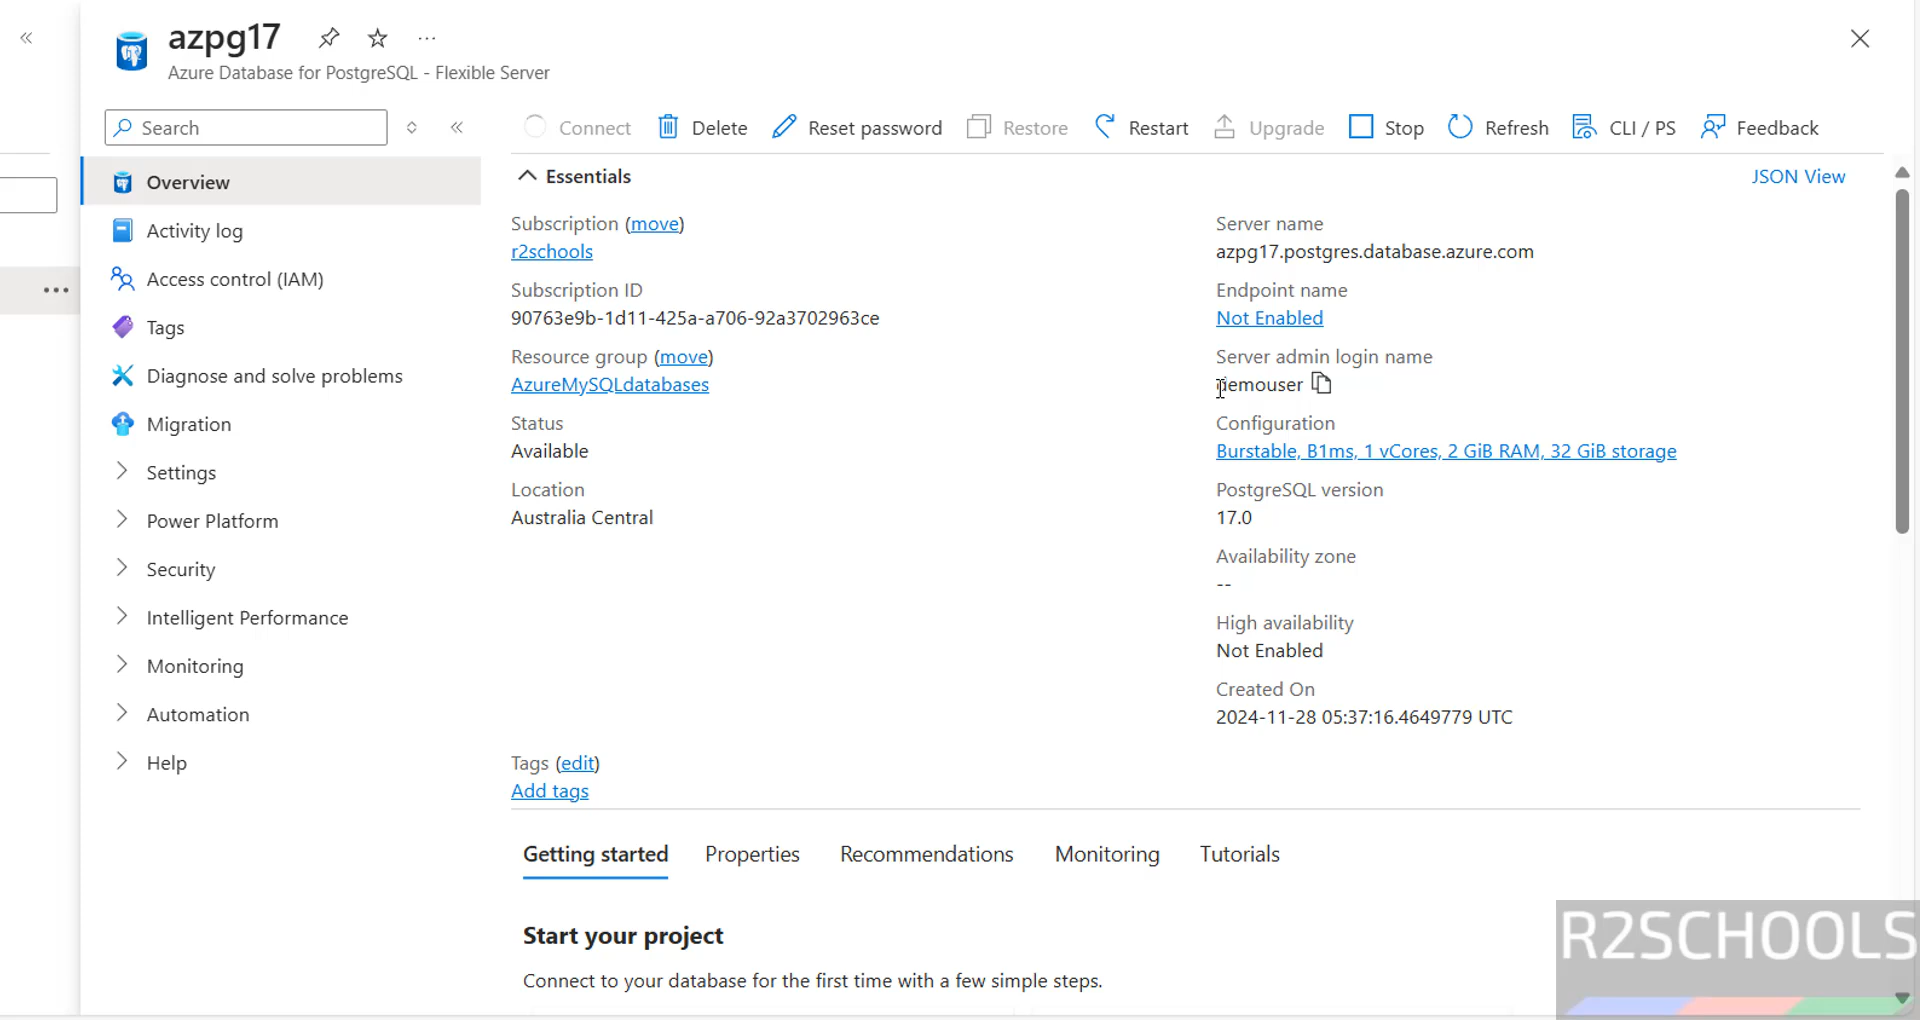 azpg17
Azure Database for PostgreSQL - Flexible Server
Search
Connect
Delete
Reset password
Restore
Restart
Upgrade
Stop
Refresh
CLI / PS
Feedback
Overview
Activity log
Access control (IAM)
Tags
Diagnose and solve problems
Migration
Settings
Power Platform
Security
Intelligent Performance
Monitoring
Automation
Help
Essentials
JSON View
Subscription (move)
r2schools
Subscription ID
90763e9b-1d11-425a-a706-92a3702963ce
Resource group (move)
AzureMySQLdatabases
Status
Available
Location
Australia Central
Server name
azpg17.postgres.database.azure.com
Endpoint name
Not Enabled
Server admin login name
demouser
Configuration
Burstable, B1ms, 1 vCores, 2 GiB RAM, 32 GiB storage
PostgreSQL version
17.0
Availability zone
--
High availability
Not Enabled
Created On
2024-11-28 05:37:16.4649779 UTC
Tags (edit)
Add tags
Getting started
Properties
Recommendations
Monitoring
Tutorials
Start your project
Connect to your database for the first time with a few simple steps.
R2SCHOOLS